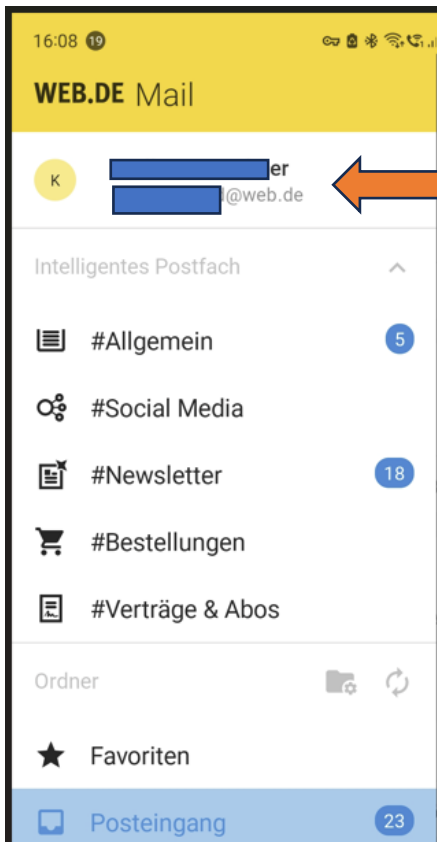 16:08 19
WEB.DE Mail
K
er
@web.de
Intelligentes Postfach
#Allgemein 5
#Social Media
#Newsletter 18
#Bestellungen
#Verträge & Abos
Ordner
Favoriten
Posteingang 23